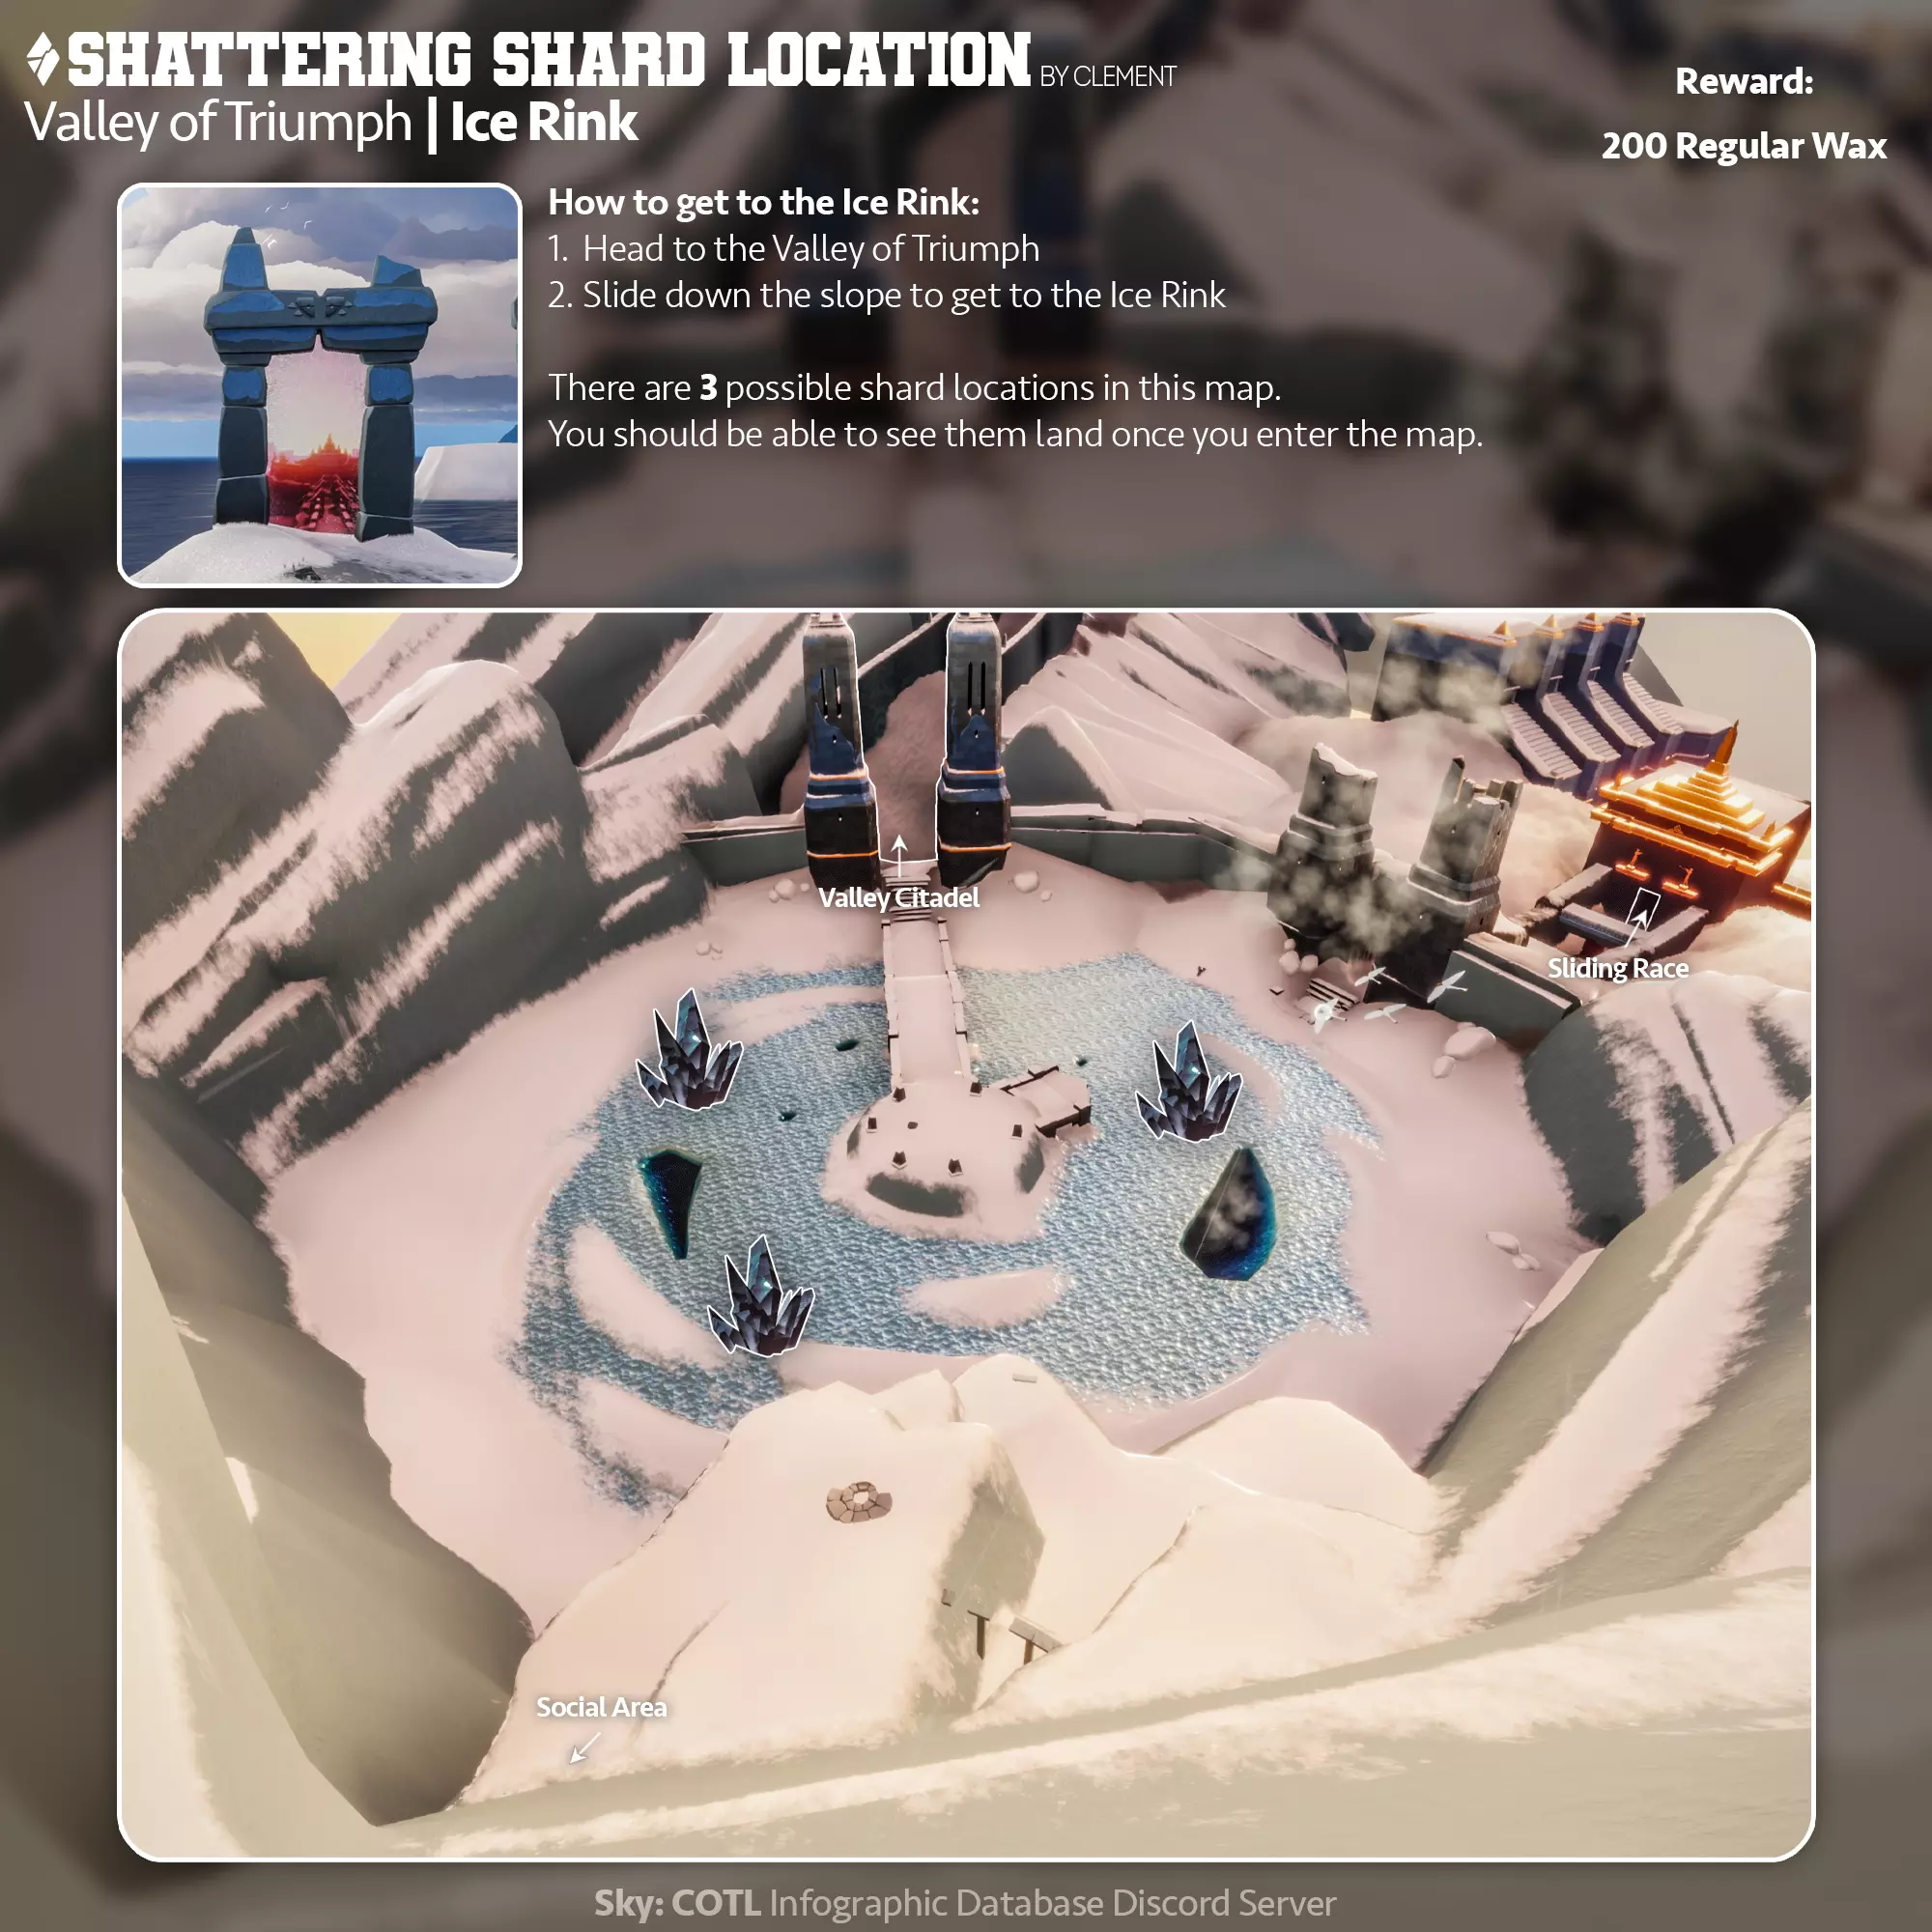 SHATTERING SHARD LOCATION BY CLEMENT
Valley of Triumph | Ice Rink
Reward:
200 Regular Wax
How to get to the Ice Rink:
1. Head to the Valley of Triumph
2. Slide down the slope to get to the Ice Rink
There are 3 possible shard locations in this map.
You should be able to see them land once you enter the map.
Valley Citadel
Sliding Race
Social Area
Sky: COTL Infographic Database Discord Server